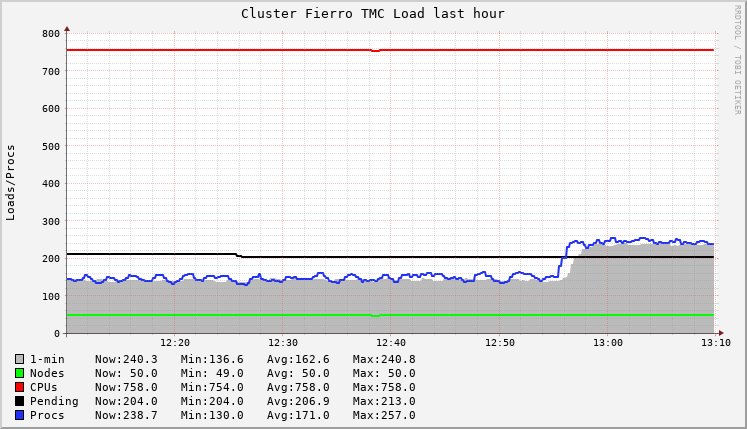 Cluster Fierro TMC Load last hour
RRDTOOL / TOBI OETIKER
Loads/Procs
800
700
600
500
400
300
200
100
0
12:20 12:30 12:40 12:50 13:00 13:10
1-min Now:240.3 Min:136.6 Avg:162.6 Max:240.8
Nodes Now: 50.0 Min: 49.0 Avg: 50.0 Max: 50.0
CPUs Now:758.0 Min:754.0 Avg:758.0 Max:758.0
Pending Now:204.0 Min:204.0 Avg:206.9 Max:213.0
Procs Now:238.7 Min:130.0 Avg:171.0 Max:257.0